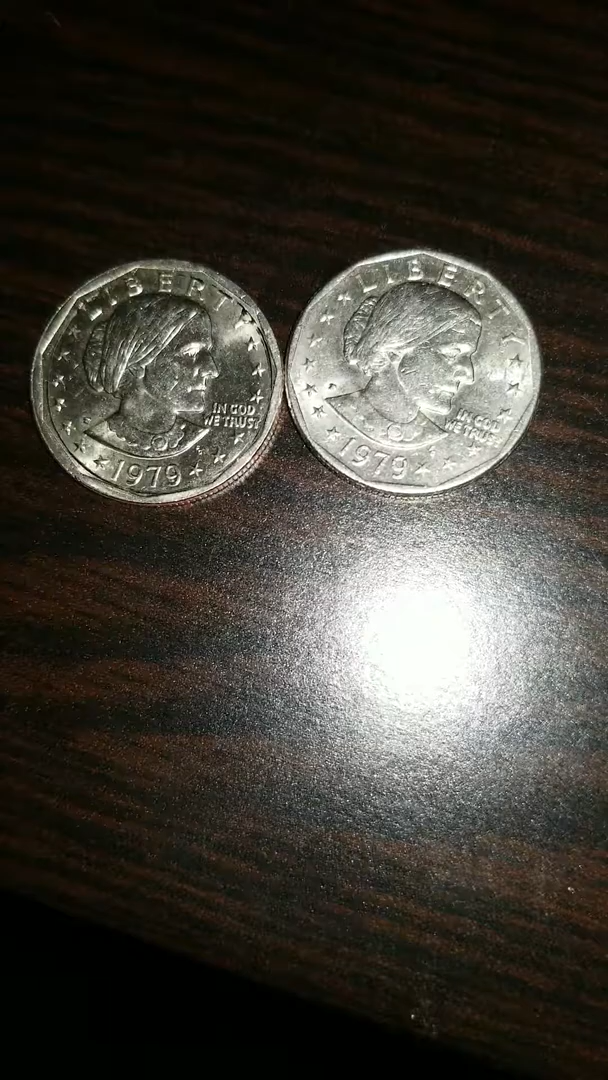 LIBERTY
IN GOD
WE TRUST
1979
LIBERTY
P
IN GOD
WE TRUST
1979